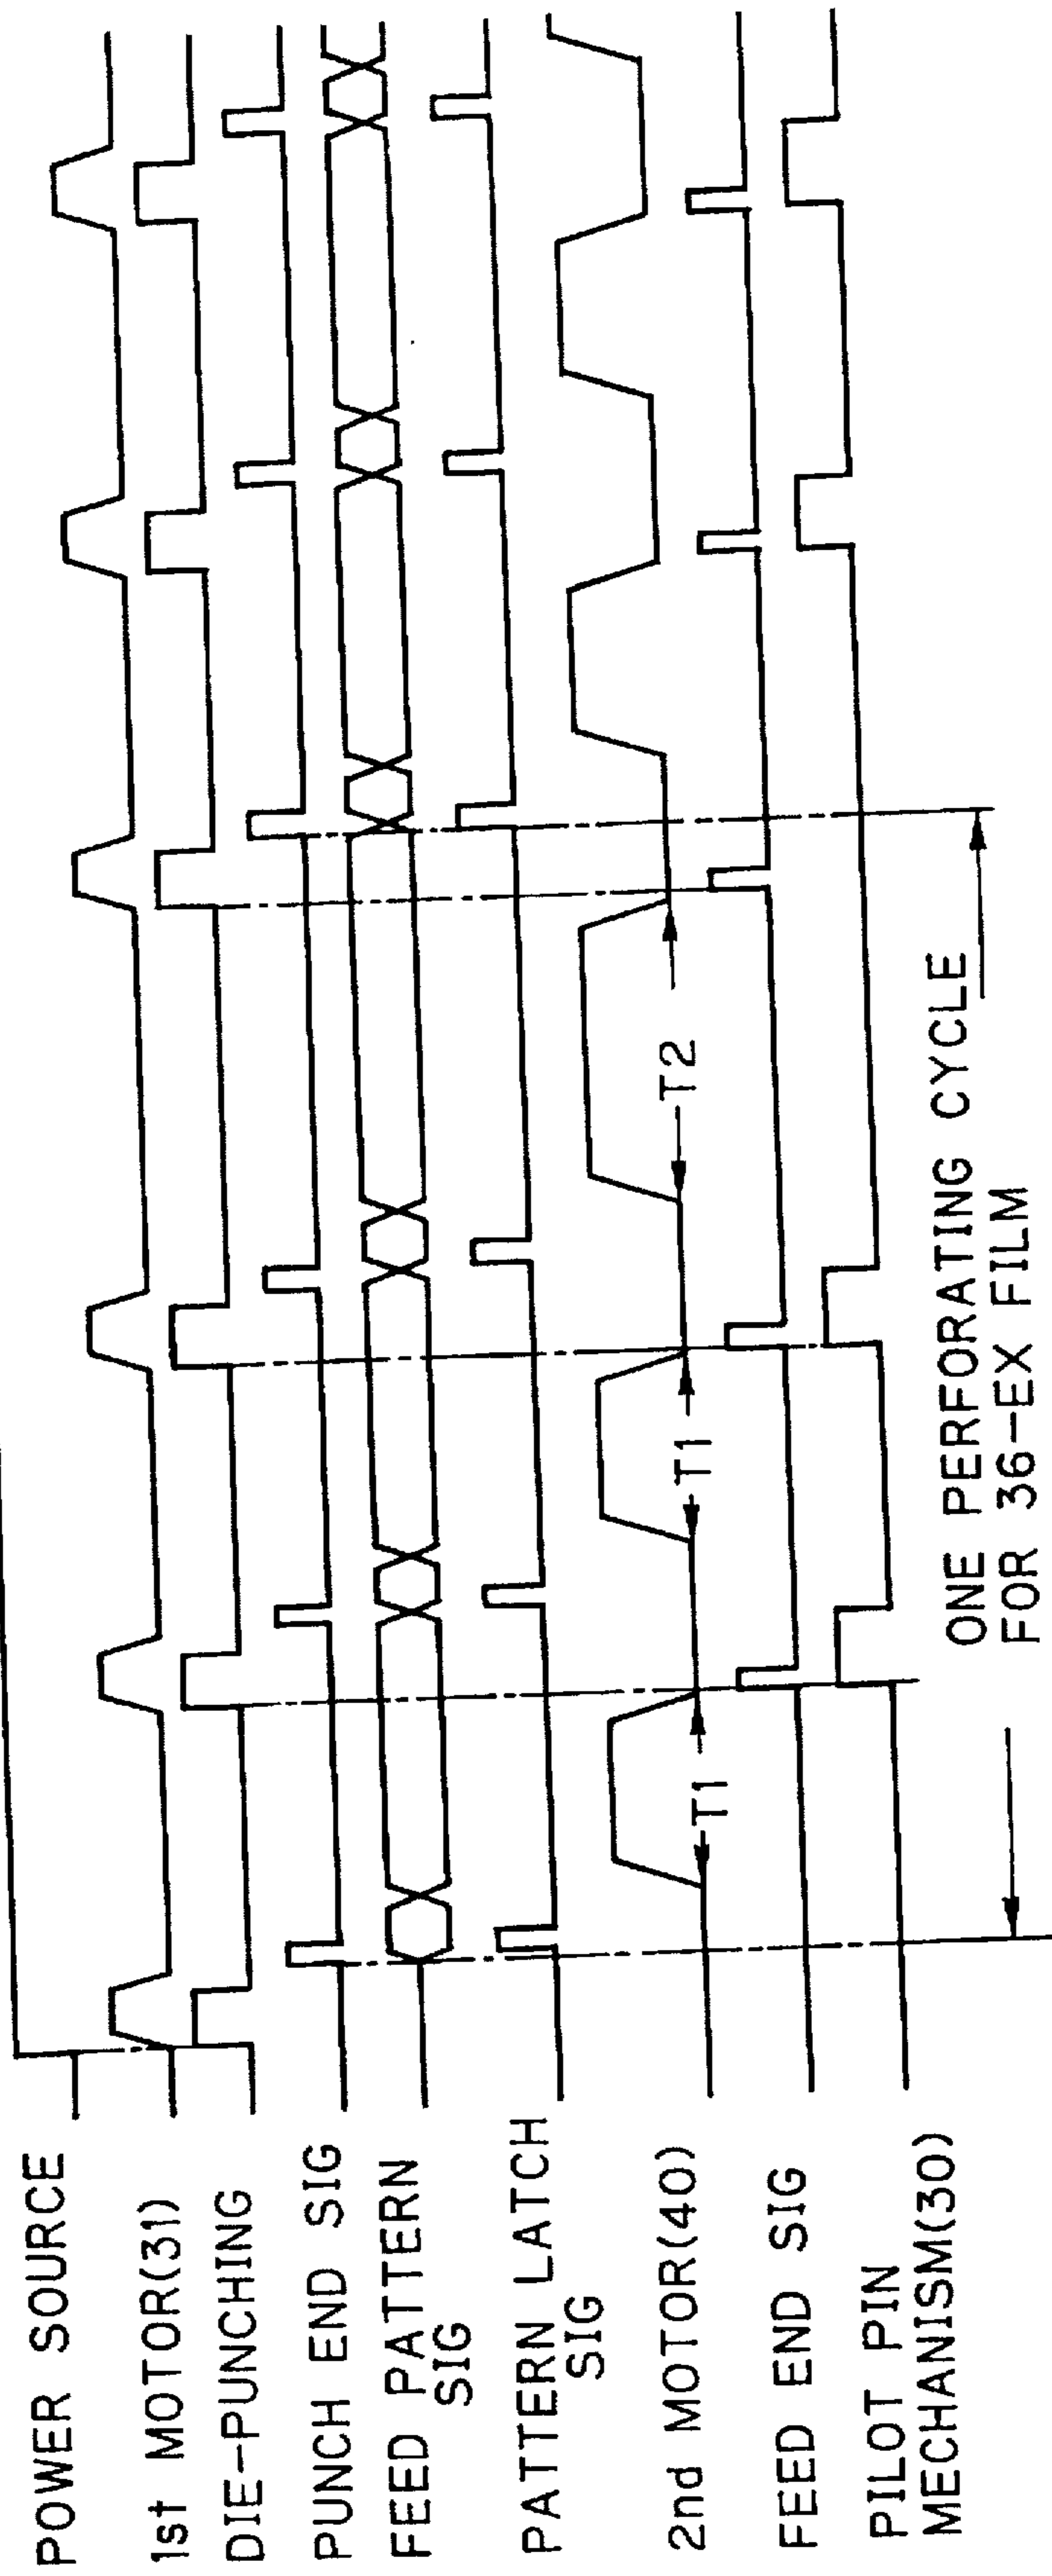 POWER SOURCE
1st MOTOR(31)
DIE-PUNCHING
PUNCH END SIG
FEED PATTERN
SIG
PATTERN LATCH
SIG
2nd MOTOR(40)
T1
T1
T2
FEED END SIG
PILOT PIN
MECHANISM(30)
ONE PERFORATING CYCLE
FOR 36-EX FILM